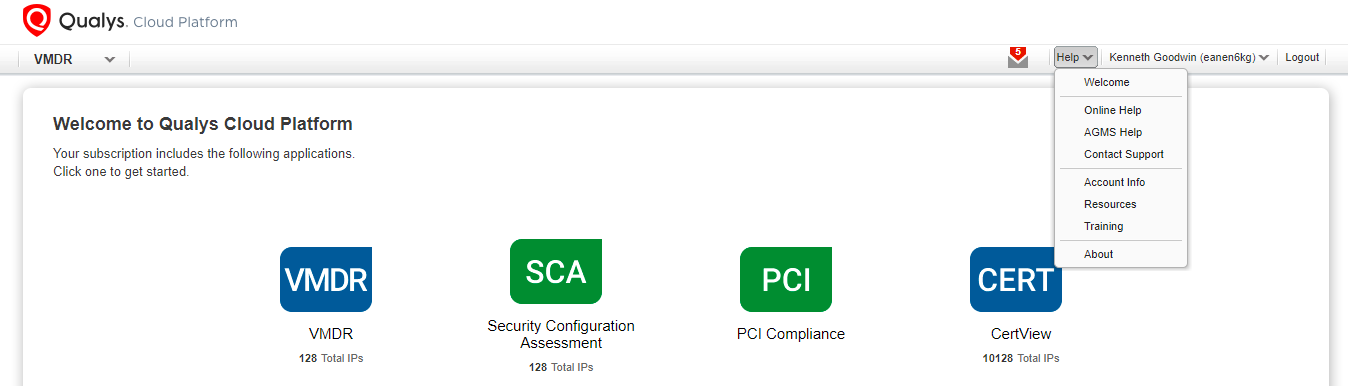 Qualys. Cloud Platform
VMDR
5
Help
Kenneth Goodwin (eanen6kg)
Logout
Welcome
Online Help
AGMS Help
Contact Support
Account Info
Resources
Training
About
Welcome to Qualys Cloud Platform
Your subscription includes the following applications.
Click one to get started.
VMDR
VMDR
128 Total IPs
SCA
Security Configuration
Assessment
128 Total IPs
PCI
PCI Compliance
CERT
CertView
10128 Total IPs